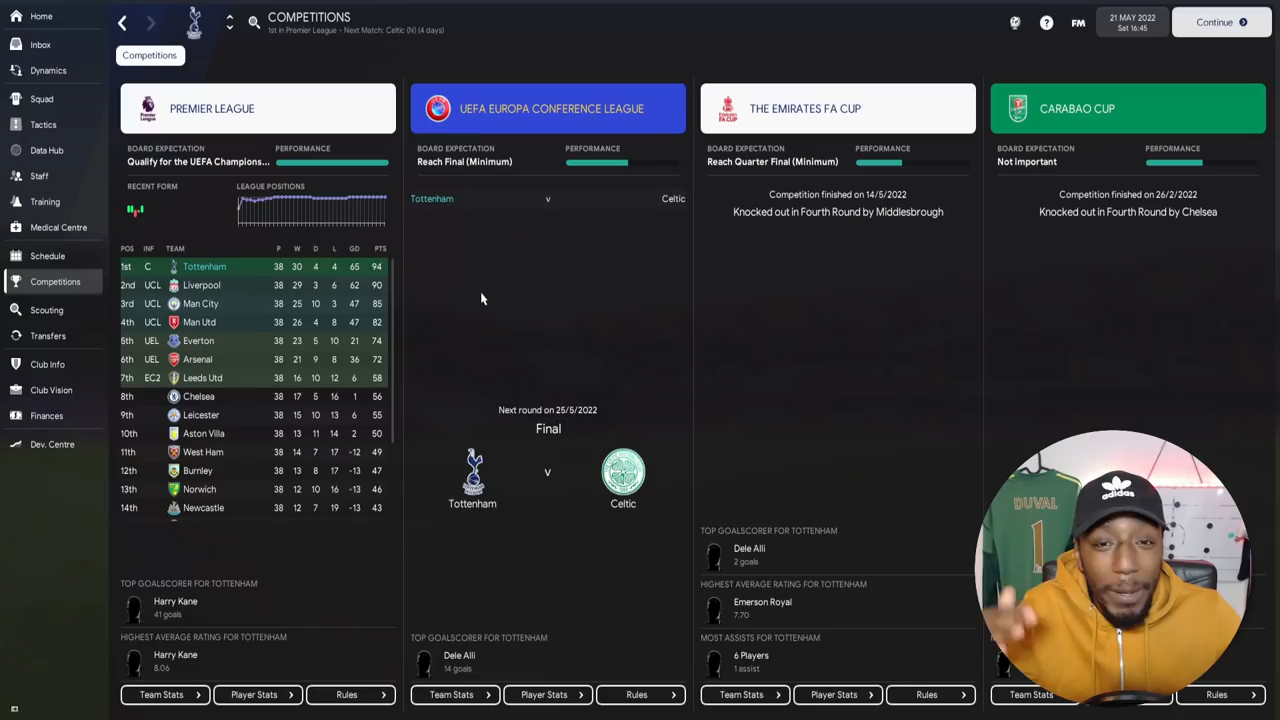 Home
Inbox
Dynamics
Squad
Tactics
Data Hub
Staff
Training
Medical Centre
Schedule
Competitions
Scouting
Transfers
Club Info
Club Vision
Finances
Dev. Centre
COMPETITIONS
1st in Premier League - Next Match: Celtic (N) (4 days)
FM
21 MAY 2022
Sat 16:45
Continue
Competitions
PREMIER LEAGUE
BOARD EXPECTATION PERFORMANCE
Qualify for the UEFA Champions...
RECENT FORM LEAGUE POSITIONS
POS INF TEAM P W D L GD PTS
1st C Tottenham 38 30 4 4 65 94
2nd UCL Liverpool 38 29 3 6 62 90
3rd UCL Man City 38 25 10 3 47 85
4th UCL Man Utd 38 26 4 8 47 82
5th UEL Everton 38 23 5 10 21 74
6th UEL Arsenal 38 21 9 8 36 72
7th EC2 Leeds Utd 38 16 10 12 6 58
8th Chelsea 38 17 5 16 1 56
9th Leicester 38 15 10 13 6 55
10th Aston Villa 38 13 11 14 2 50
11th West Ham 38 14 7 17 -12 49
12th Burnley 38 13 8 17 -13 47
13th Norwich 38 12 10 16 -13 46
14th Newcastle 38 12 7 19 -13 43
TOP GOALSCORER FOR TOTTENHAM
Harry Kane
41 goals
HIGHEST AVERAGE RATING FOR TOTTENHAM
Harry Kane
8.06
Team Stats Player Stats Rules
UEFA EUROPA CONFERENCE LEAGUE
BOARD EXPECTATION PERFORMANCE
Reach Final (Minimum)
Tottenham v Celtic
Next round on 25/5/2022
Final
v
Tottenham Celtic
TOP GOALSCORER FOR TOTTENHAM
Dele Alli
14 goals
Team Stats Player Stats Rules
THE EMIRATES FA CUP
BOARD EXPECTATION PERFORMANCE
Reach Quarter Final (Minimum)
Competition finished on 14/5/2022
Knocked out in Fourth Round by Middlesbrough
TOP GOALSCORER FOR TOTTENHAM
Dele Alli
2 goals
HIGHEST AVERAGE RATING FOR TOTTENHAM
Emerson Royal
7.70
MOST ASSISTS FOR TOTTENHAM
6 Players
1 assist
Team Stats Player Stats Rules
CARABAO CUP
BOARD EXPECTATION PERFORMANCE
Not important
Competition finished on 26/2/2022
Knocked out in Fourth Round by Chelsea
Team Stats Rules
DUVAL
1
adidas